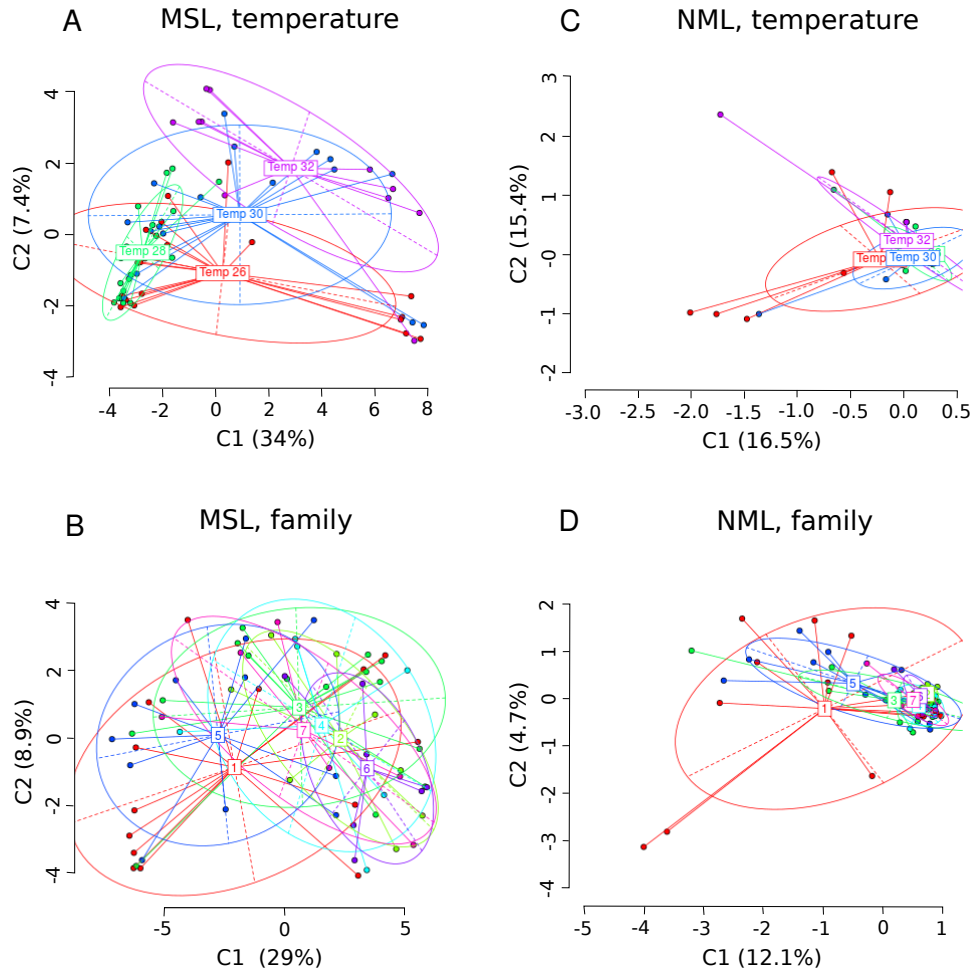 A
MSL, temperature
C2 (7.4%)
4
2
0
-2
-4
Temp 32
Temp 30
Temp 28
Temp 26
-4
-2
0
2
4
6
8
C1 (34%)
C
NML, temperature
C2 (15.4%)
3
2
1
-0
-1
-2
Temp 32
Temp
Temp 30
-3.0
-2.5
-2.0
-1.5
-1.0
-0.5
0.0
0.5
C1 (16.5%)
B
MSL, family
C2 (8.9%)
4
2
0
-2
-4
3
4
7
2
5
1
6
-5
0
5
C1 (29%)
D
NML, family
C2 (4.7%)
2
1
0
-1
-2
-3
-4
5
1
3
7
-5
-4
-3
-2
-1
0
1
C1 (12.1%)